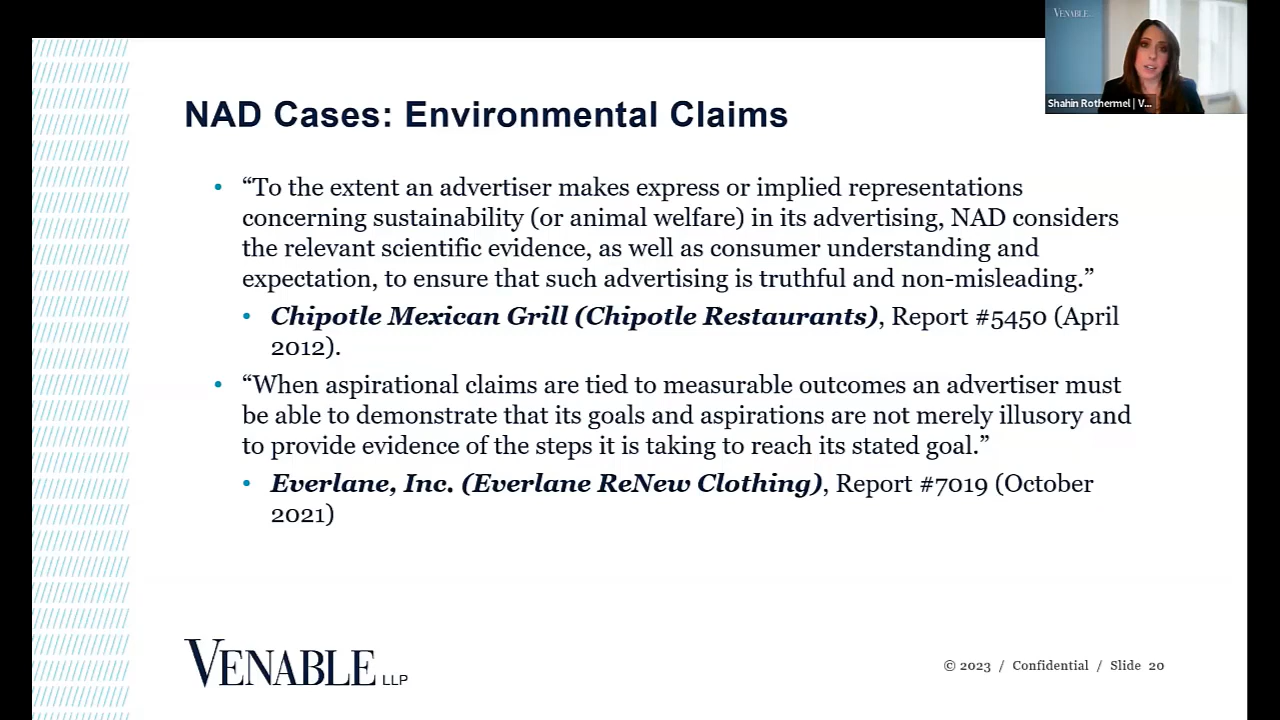 VENABLE LLP
Shahin Rothermel | V...
NAD Cases: Environmental Claims
• “To the extent an advertiser makes express or implied representations
concerning sustainability (or animal welfare) in its advertising, NAD considers
the relevant scientific evidence, as well as consumer understanding and
expectation, to ensure that such advertising is truthful and non-misleading.”
• Chipotle Mexican Grill (Chipotle Restaurants), Report #5450 (April
2012).
• “When aspirational claims are tied to measurable outcomes an advertiser must
be able to demonstrate that its goals and aspirations are not merely illusory and
to provide evidence of the steps it is taking to reach its stated goal.”
• Everlane, Inc. (Everlane ReNew Clothing), Report #7019 (October
2021)
VENABLE LLP
© 2023 / Confidential / Slide 20